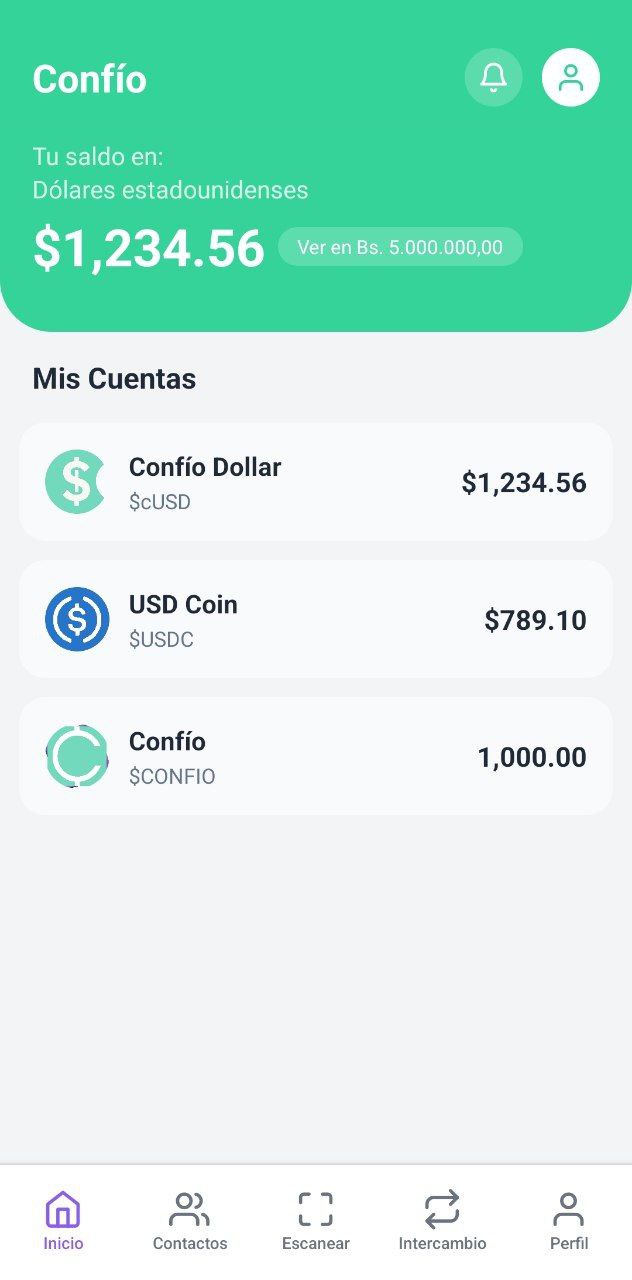 Confío
Tu saldo en:
Dólares estadounidenses
$1,234.56
Ver en Bs. 5.000.000,00
Mis Cuentas
Confío Dollar
$cUSD
$1,234.56
USD Coin
$USDC
$789.10
Confío
$CONFIO
1,000.00
Inicio
Contactos
Escanear
Intercambio
Perfil